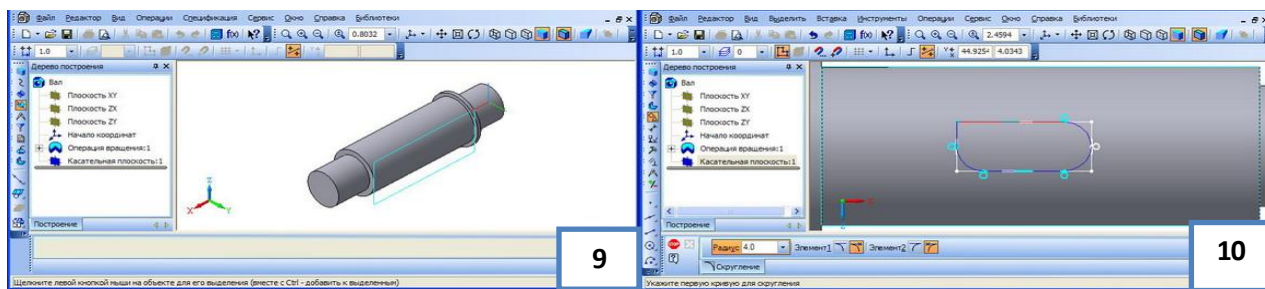 Файл Редактор Вид Операции Спецификация Сервис Окно Справка Библиотеки
0.8032
1.0
Дерево построения
Вал
Плоскость XY
Плоскость ZX
Плоскость ZY
Начало координат
Операция вращения:1
Касательная плоскость:1
Z
X
Y
Построение
9
Щелкните левой кнопкой мыши на объекте для его выделения (вместе с Ctrl - добавить к выделенным)
Файл Редактор Вид Выделить Вставка Инструменты Операции Сервис Окно Справка Библиотеки
2.4594
1.0 0 44.9254 4.0343
Дерево построения
Вал
Плоскость XY
Плоскость ZX
Плоскость ZY
Начало координат
Операция вращения:1
Касательная плоскость:1
Построение
Радиус 4.0 Элемент1 Элемент2
Скругление
10
Укажите первую кривую для скругления